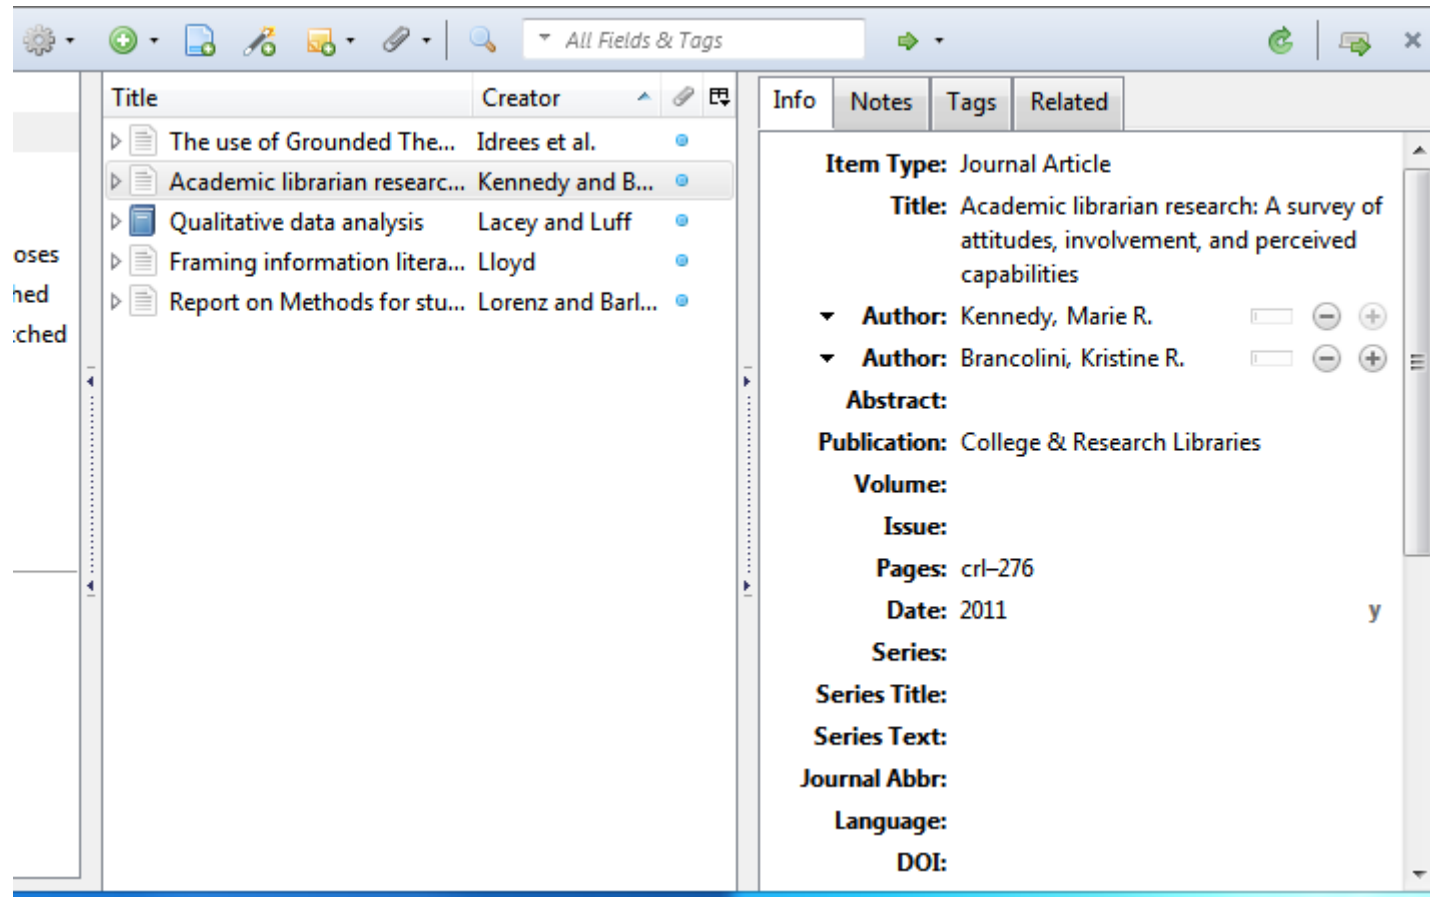 All Fields & Tags
oses
hed
ched
Title Creator
The use of Grounded The... Idrees et al.
Academic librarian researc... Kennedy and B...
Qualitative data analysis Lacey and Luff
Framing information litera... Lloyd
Report on Methods for stu... Lorenz and Barl...
Info Notes Tags Related
Item Type: Journal Article
Title: Academic librarian research: A survey of
attitudes, involvement, and perceived
capabilities
Author: Kennedy, Marie R.
Author: Brancolini, Kristine R.
Abstract:
Publication: College & Research Libraries
Volume:
Issue:
Pages: crl–276
Date: 2011 y
Series:
Series Title:
Series Text:
Journal Abbr:
Language:
DOI: